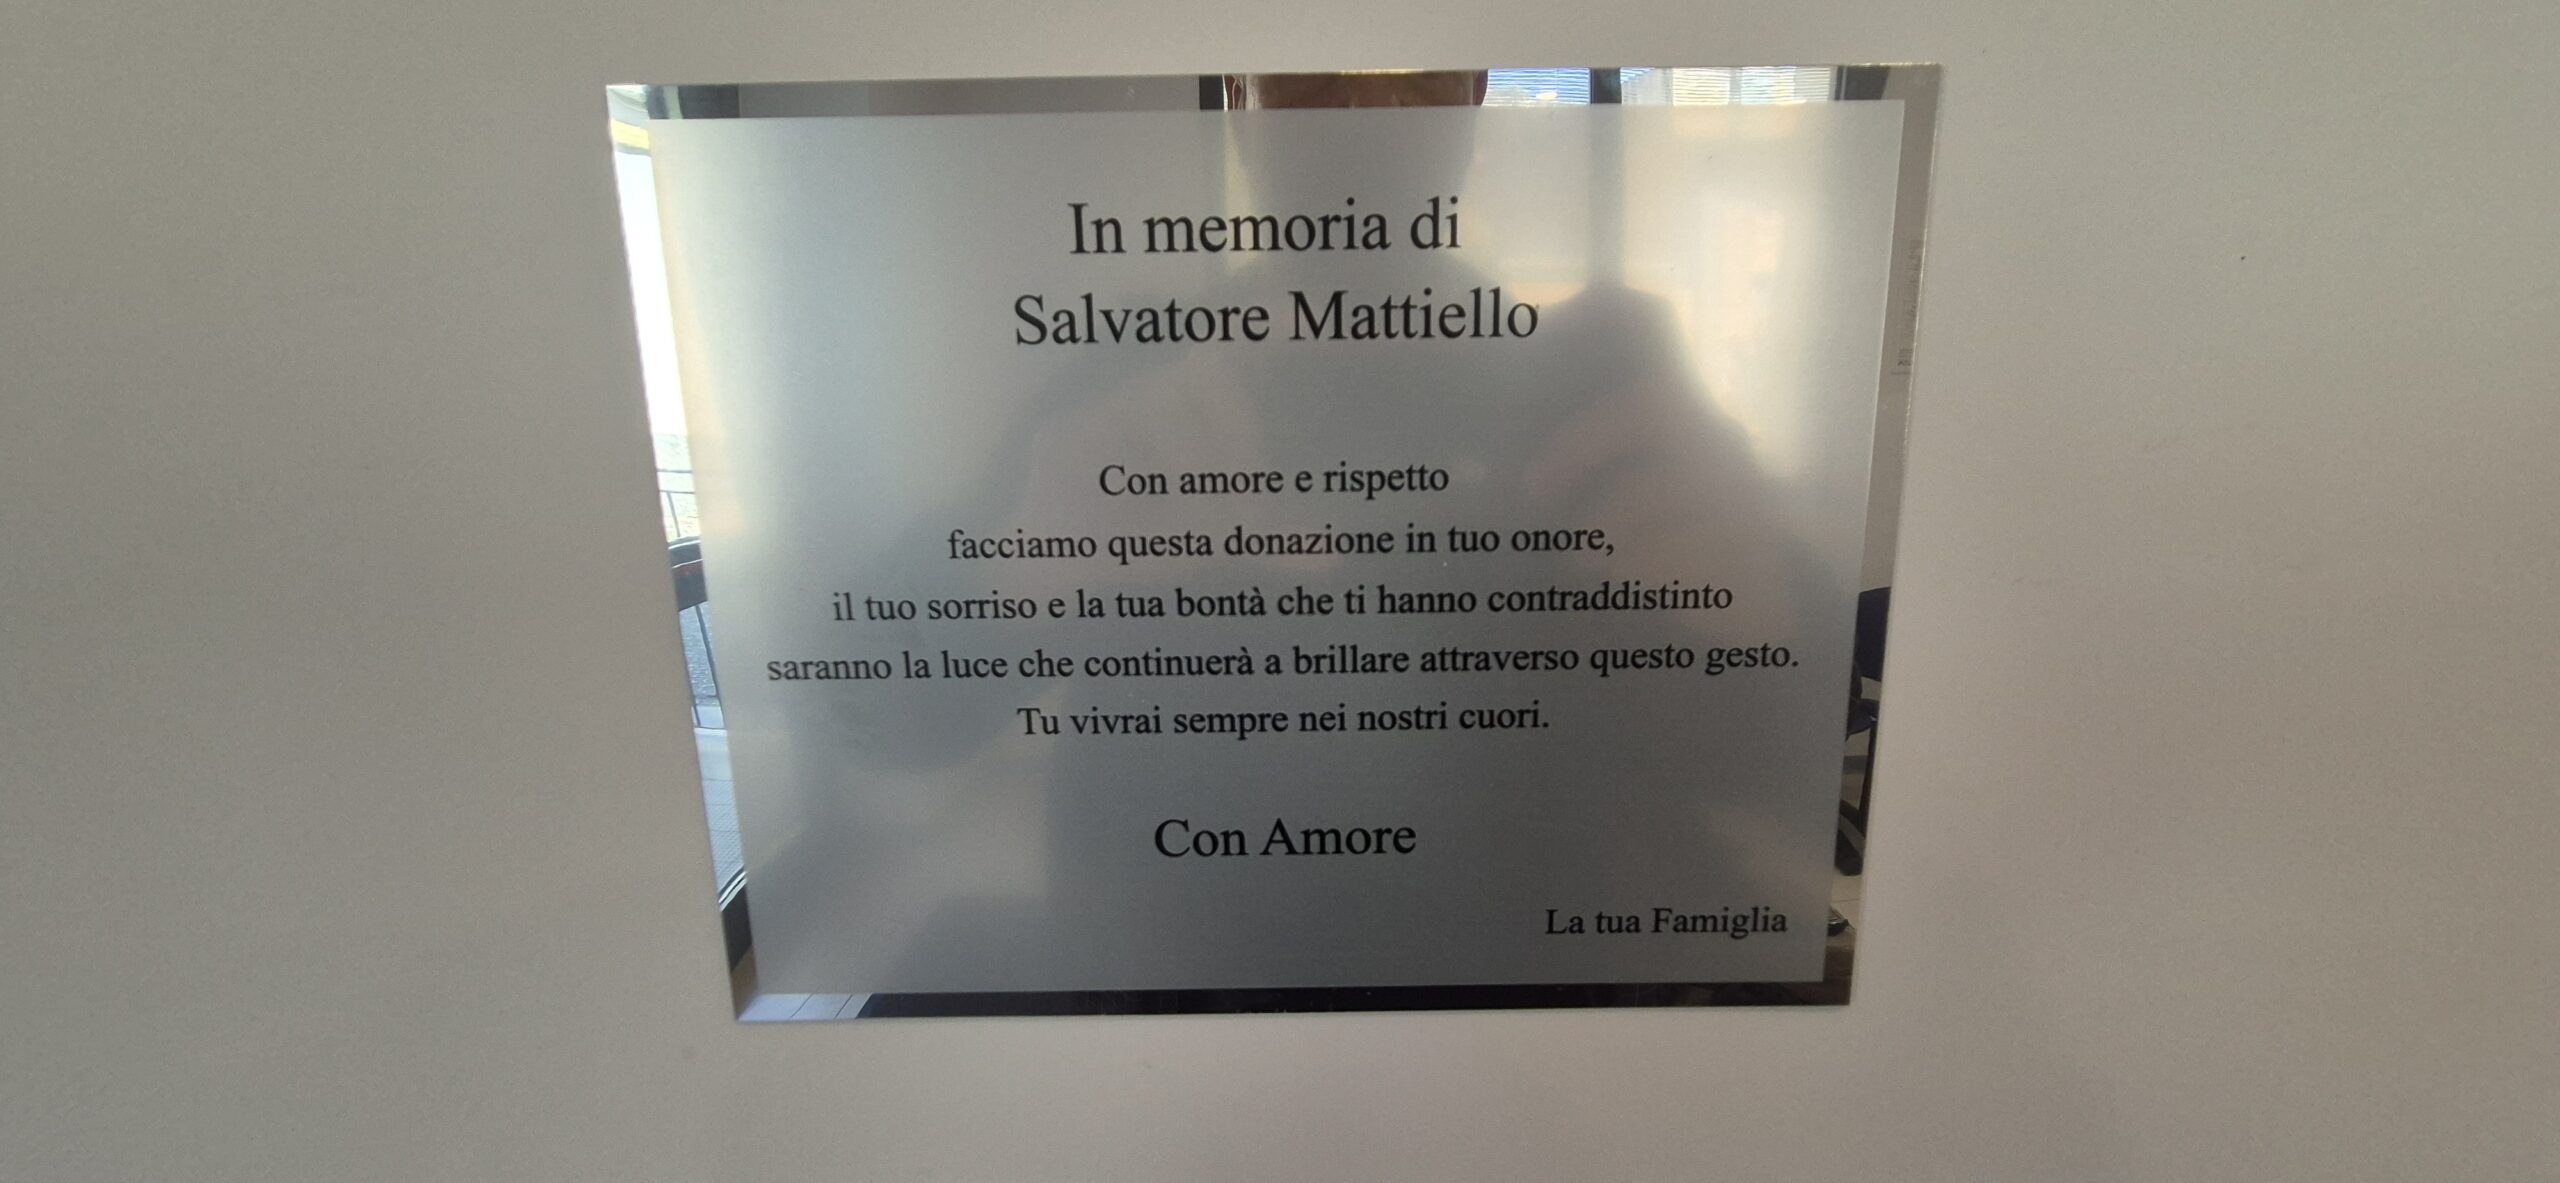 In memoria di
Salvatore Mattiello
Con amore e rispetto
facciamo questa donazione in tuo onore,
il tuo sorriso e la tua bontà che ti hanno contraddistinto
saranno la luce che continuerà a brillare attraverso questo gesto.
Tu vivrai sempre nei nostri cuori.
Con Amore
La tua Famiglia